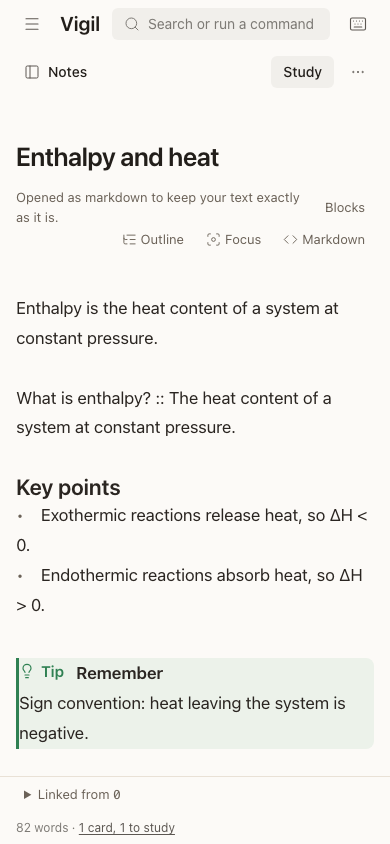 Vigil
Search or run a command
Notes
Study
Enthalpy and heat
Opened as markdown to keep your text exactly
as it is.
Blocks
Outline
Focus
Markdown
Enthalpy is the heat content of a system at
constant pressure.
What is enthalpy? :: The heat content of a
system at constant pressure.
Key points
• Exothermic reactions release heat, so ΔH <
0.
• Endothermic reactions absorb heat, so ΔH
> 0.
Tip Remember
Sign convention: heat leaving the system is
negative.
Linked from 0
82 words · 1 card, 1 to study